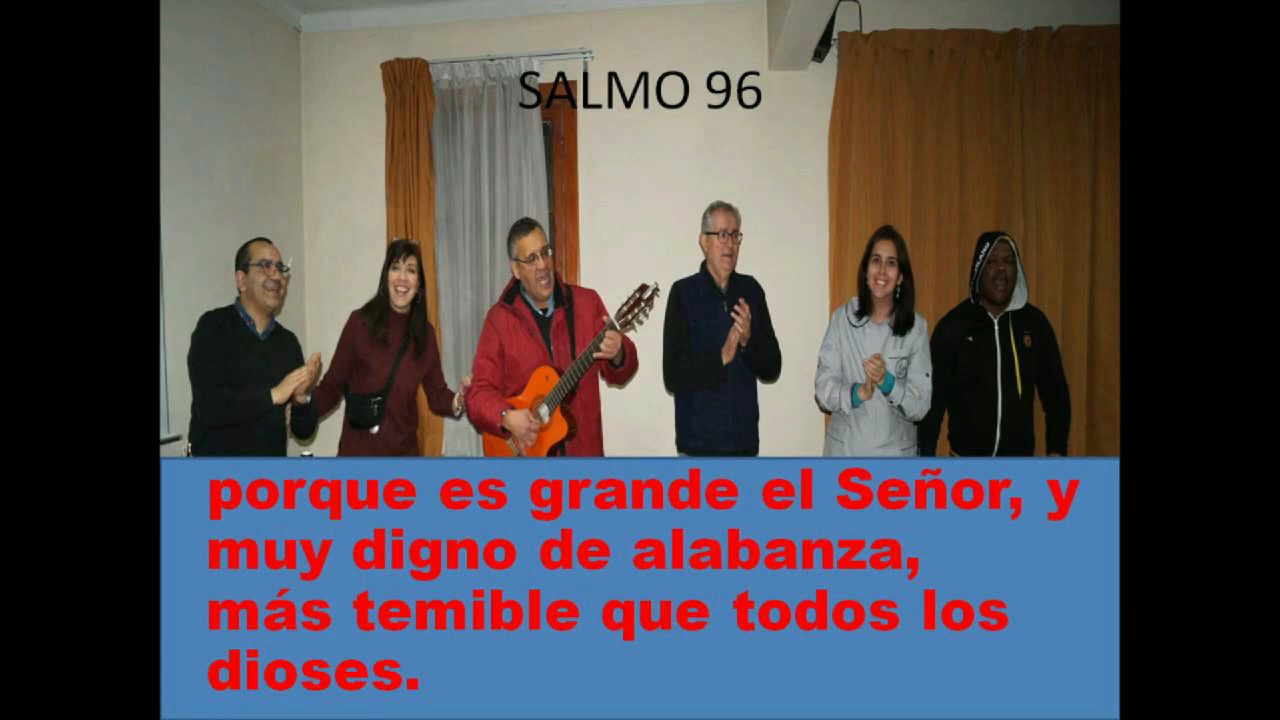 SALMO 96
porque es grande el Señor, y
muy digno de alabanza,
más temible que todos los
dioses.